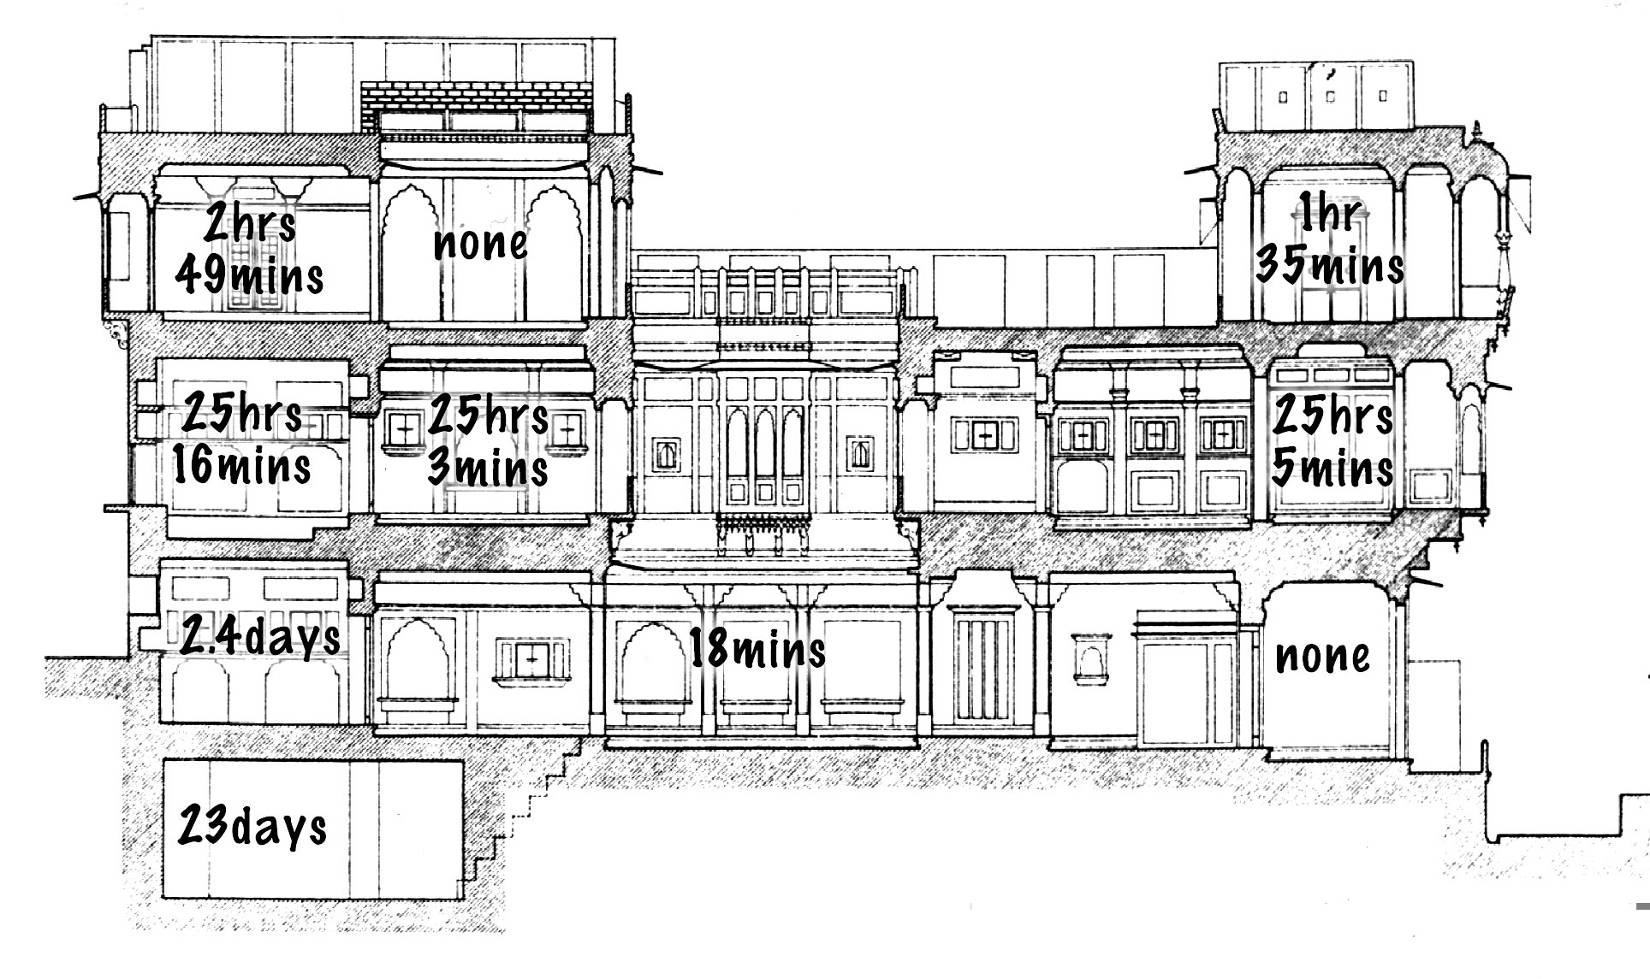 2hrs
49mins
none
1hr
35mins
25hrs
16mins
25hrs
3mins
25hrs
5mins
2.4days
18mins
none
23days